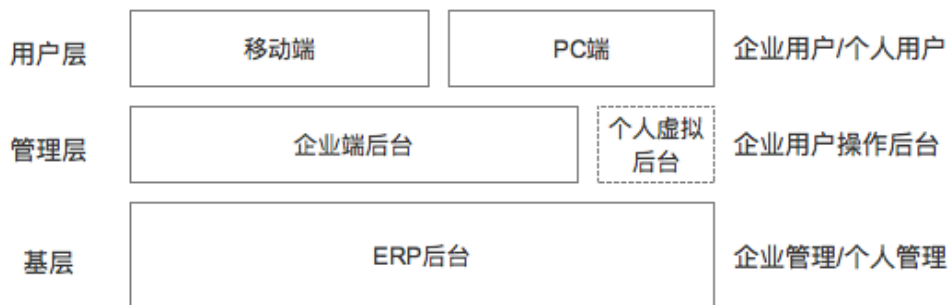 用户层
移动端
PC端
企业用户/个人用户
管理层
企业端后台
个人虚拟
后台
企业用户操作后台
基层
ERP后台
企业管理/个人管理